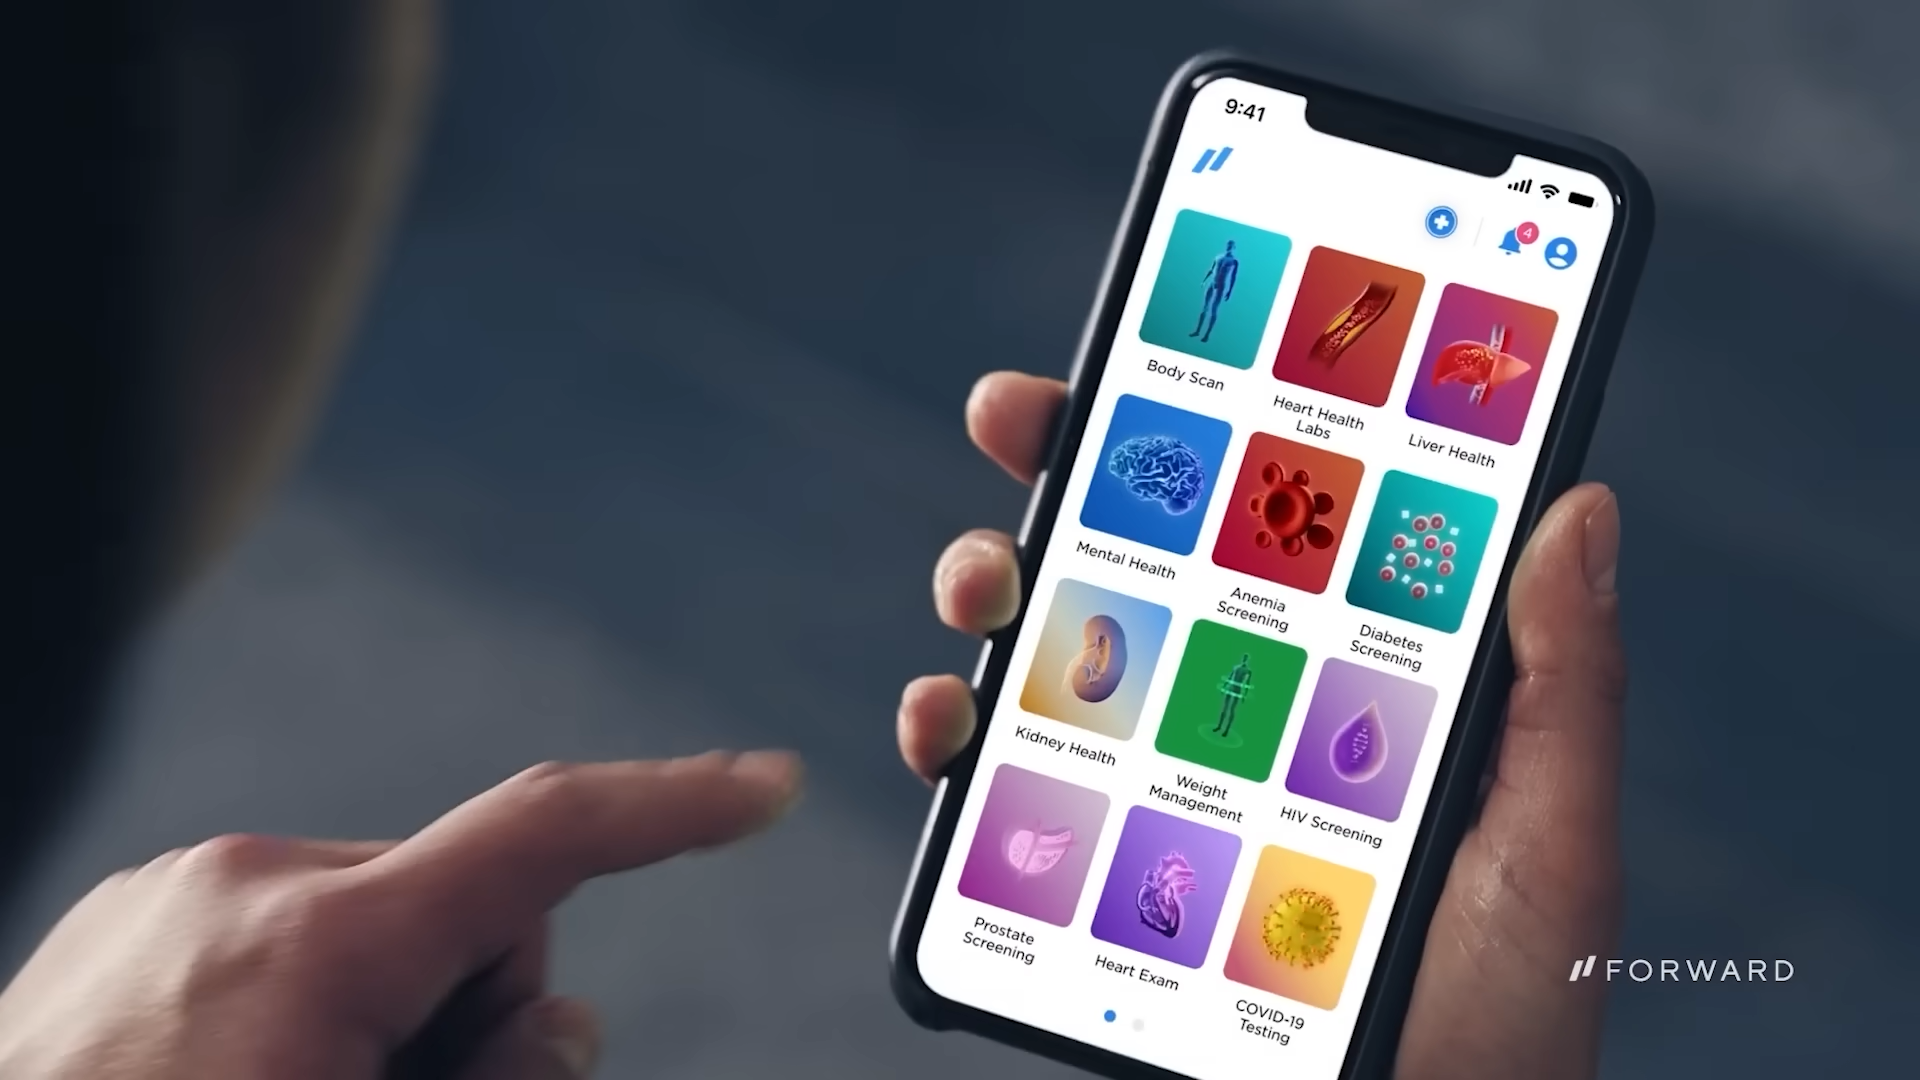 9:41
4
Body Scan
Heart Health
Labs
Liver Health
Mental Health
Anemia
Screening
Diabetes
Screening
Kidney Health
Weight
Management
HIV Screening
Prostate
Screening
Heart Exam
COVID-19
Testing
FORWARD